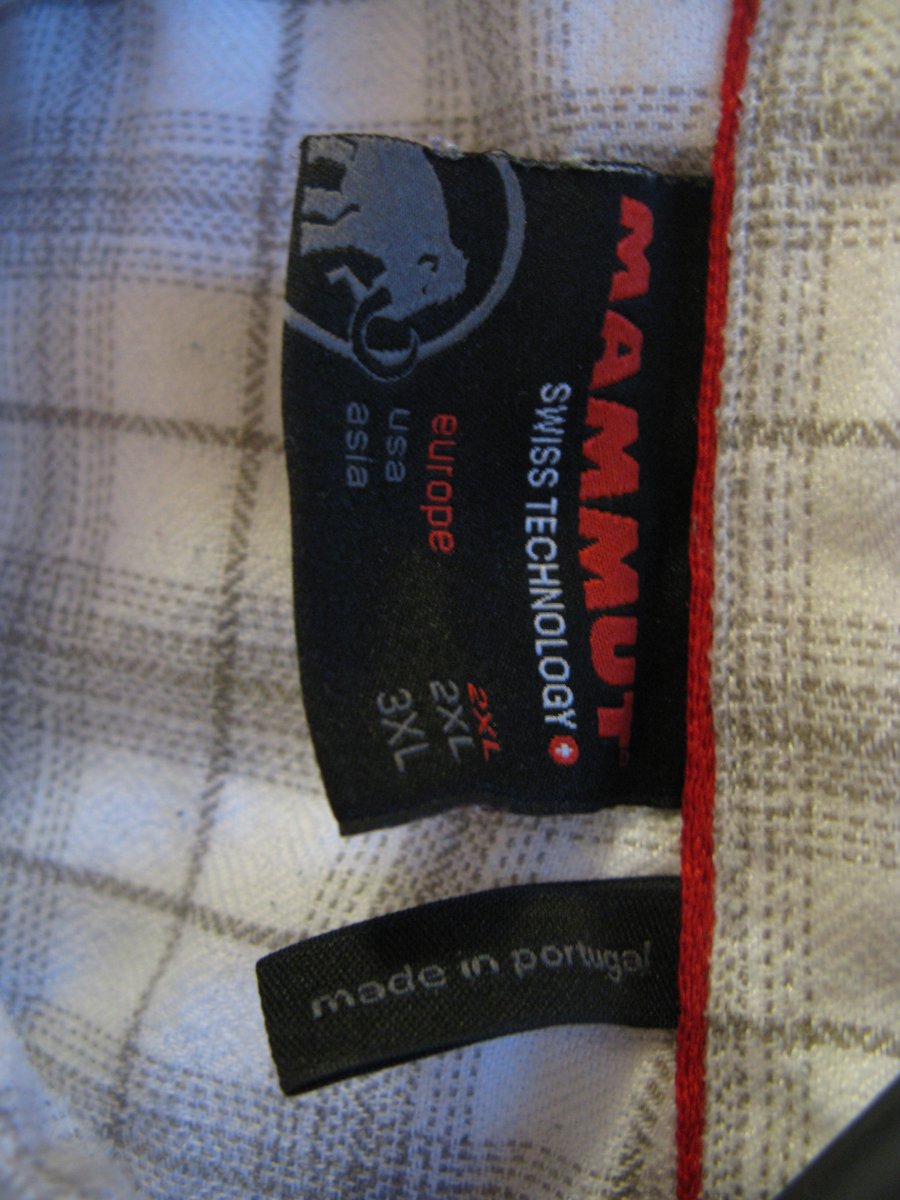 MAMMUT
SWISS TECHNOLOGY
europe 2XL
usa 2XL
asia 3XL
made in portugal